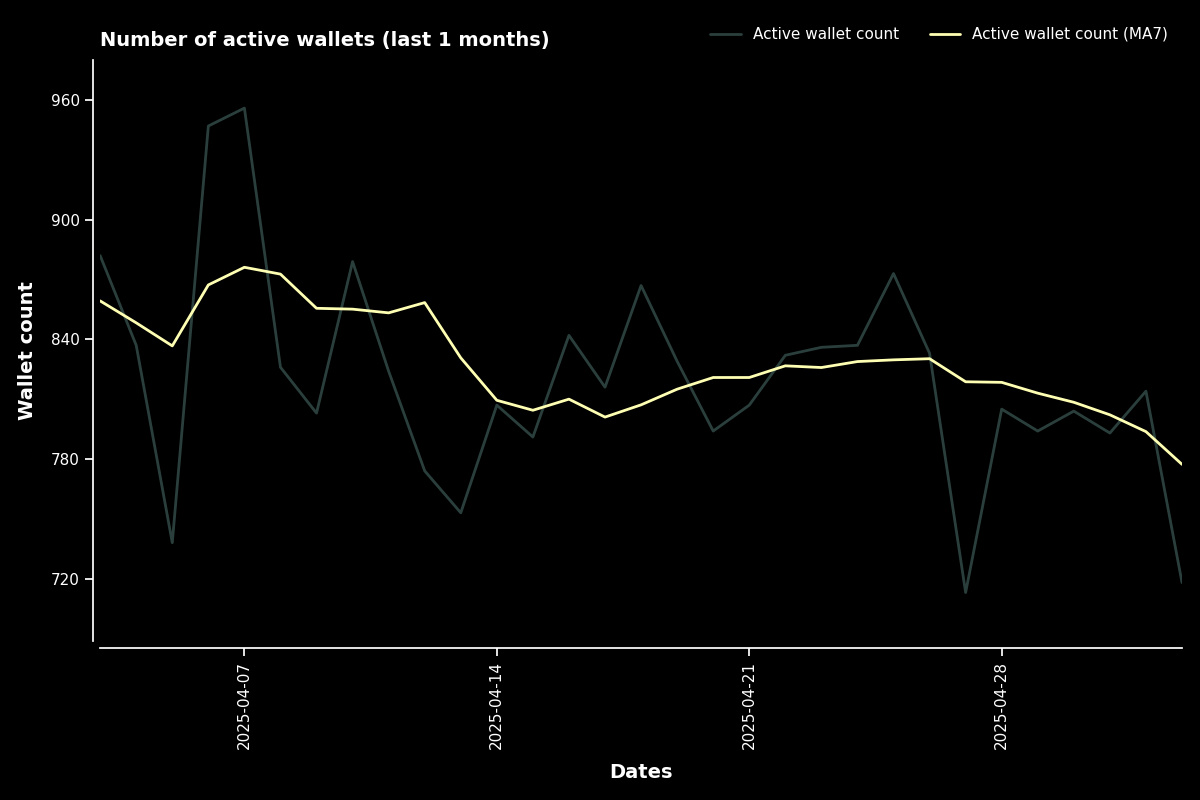 Number of active wallets (last 1 months)
Active wallet count
Active wallet count (MA7)
Wallet count
960
900
840
780
720
2025-04-07
2025-04-14
2025-04-21
2025-04-28
Dates